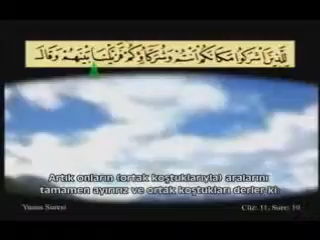 لِلَّذِينَ أَشْرَكُوا مَكَانَكُمْ أَنْتُمْ وَشُرَكَاؤُكُمْ فَزَيَّلْنَا بَيْنَهُمْ وَقَالَ
Artık onların (ortak koştuklarıyla) aralarını
tamamen ayırırız ve ortak koştukları derler ki:
Yunus Suresi
Cüz: 11, Sure: 10